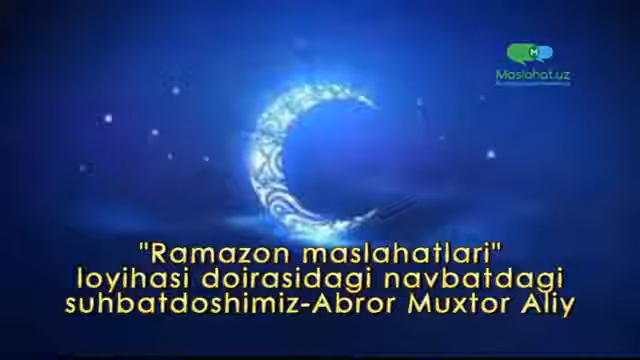 Maslahat.uz
"Ramazon maslahatlari"
loyihasi doirasidagi navbatdagi
suhbatdoshimiz-Abror Muxtor Aliy